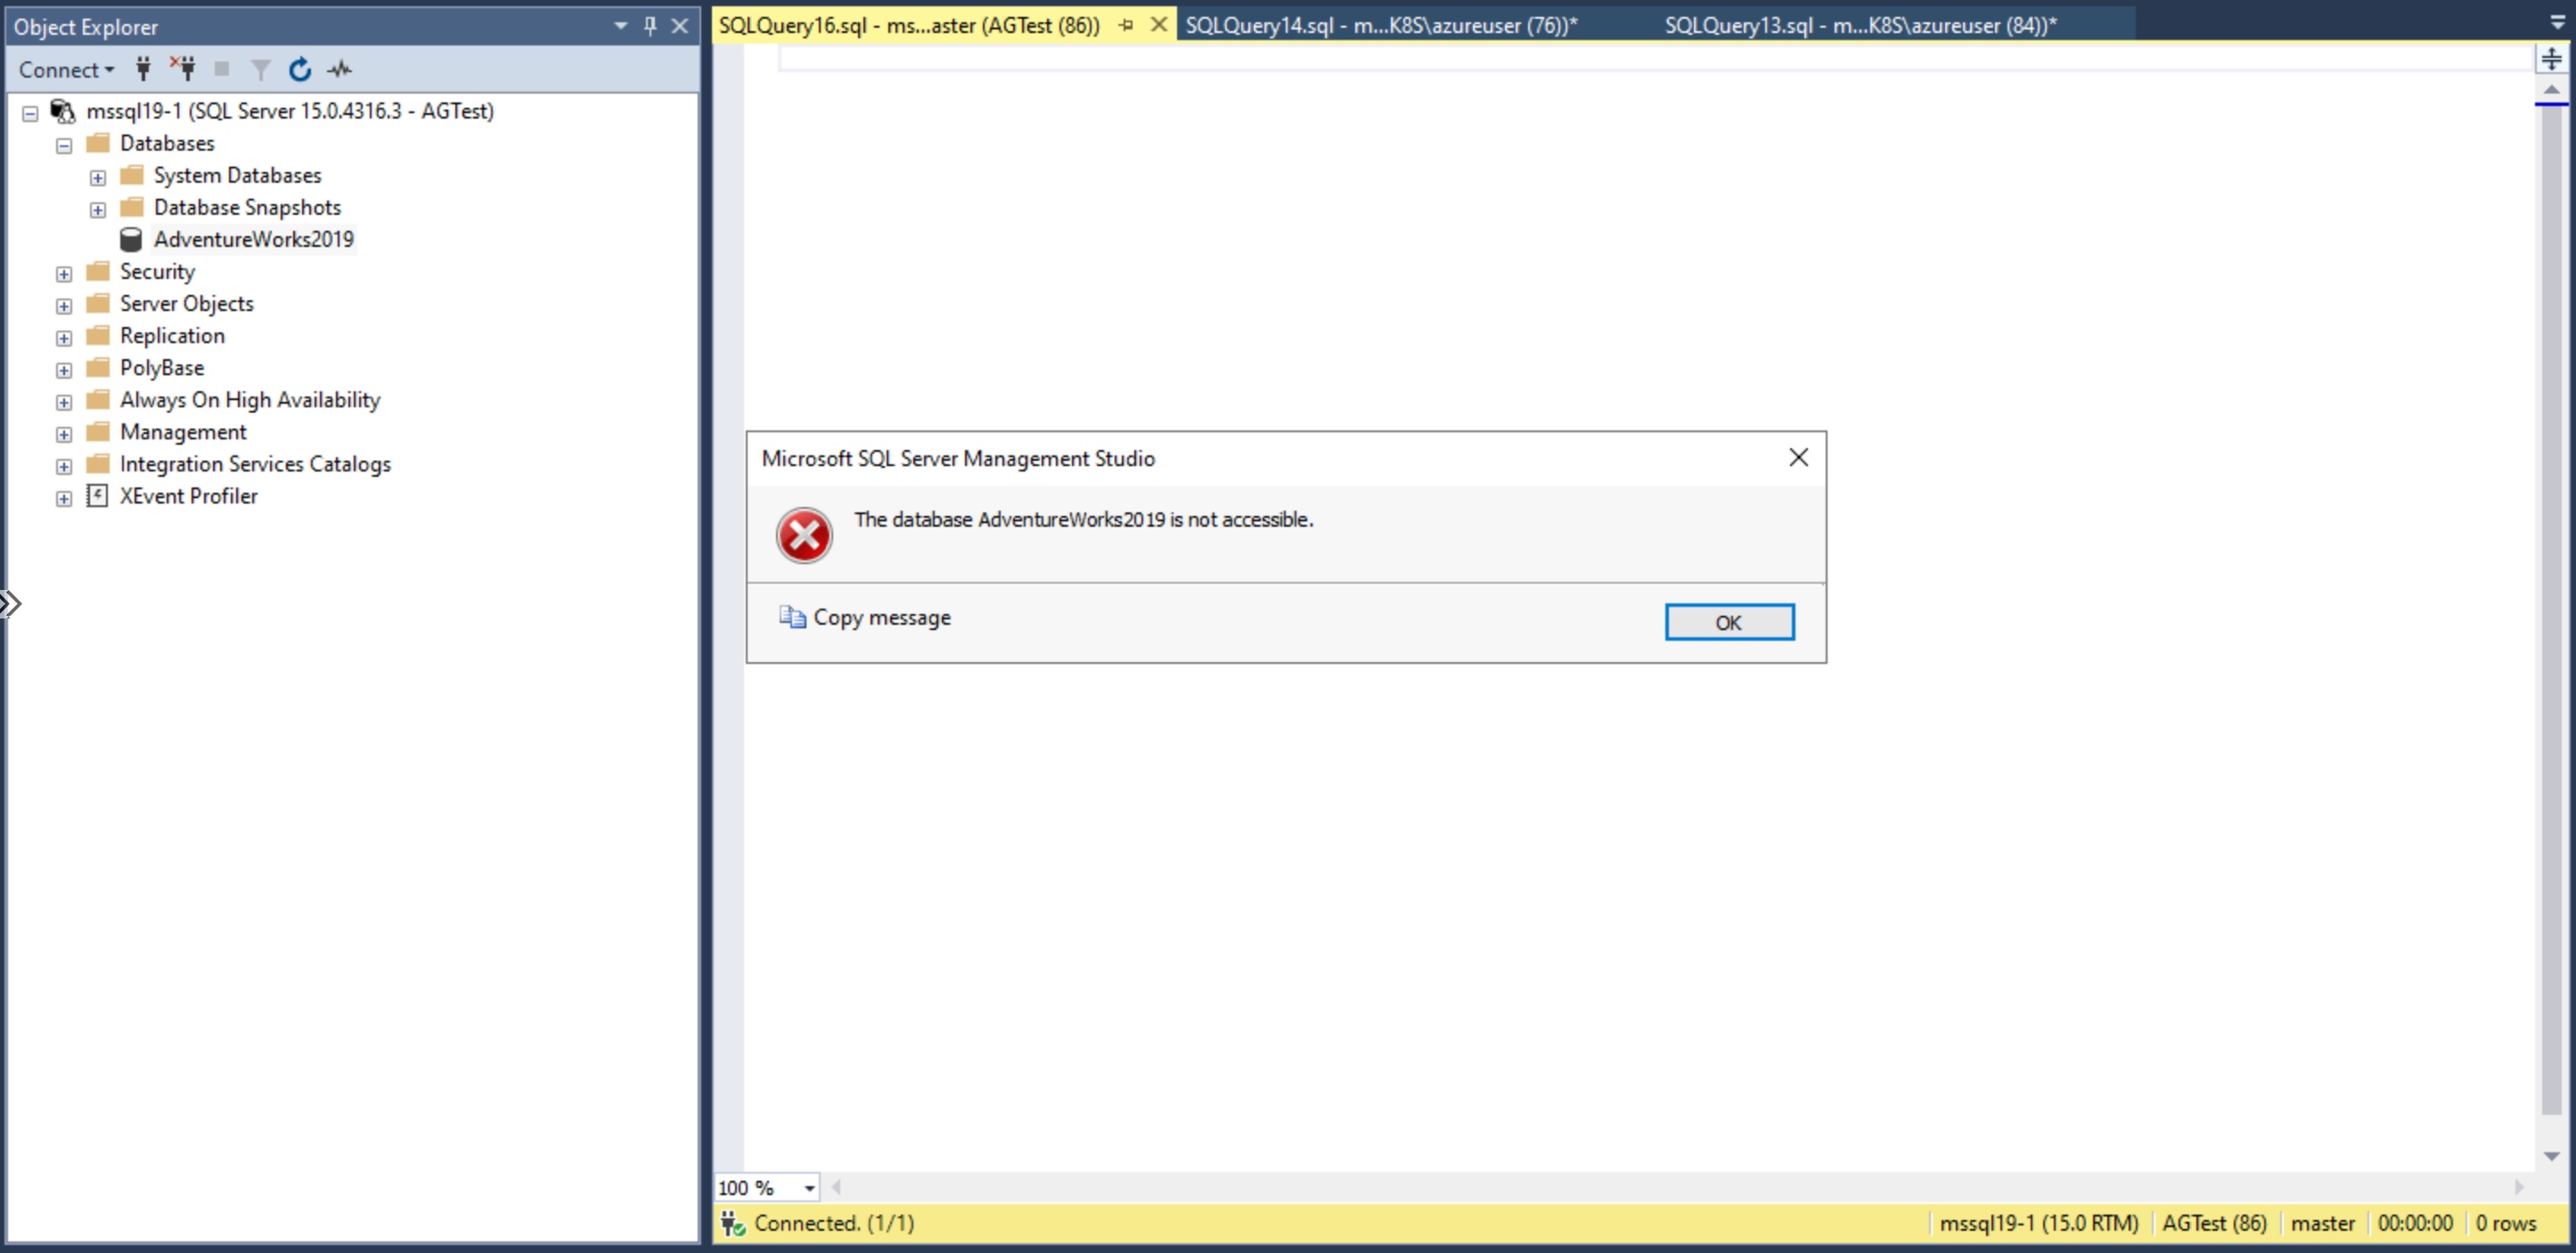 Object Explorer
Connect
mssql19-1 (SQL Server 15.0.4316.3 - AGTest)
Databases
System Databases
Database Snapshots
AdventureWorks2019
Security
Server Objects
Replication
PolyBase
Always On High Availability
Management
Integration Services Catalogs
XEvent Profiler
SQLQuery16.sql - ms...aster (AGTest (86))
SQLQuery14.sql - m...K8S\azureuser (76))*
SQLQuery13.sql - m...K8S\azureuser (84))*
Microsoft SQL Server Management Studio
The database AdventureWorks2019 is not accessible.
Copy message
OK
100 %
Connected. (1/1)
mssql19-1 (15.0 RTM)
AGTest (86)
master
00:00:00
0 rows